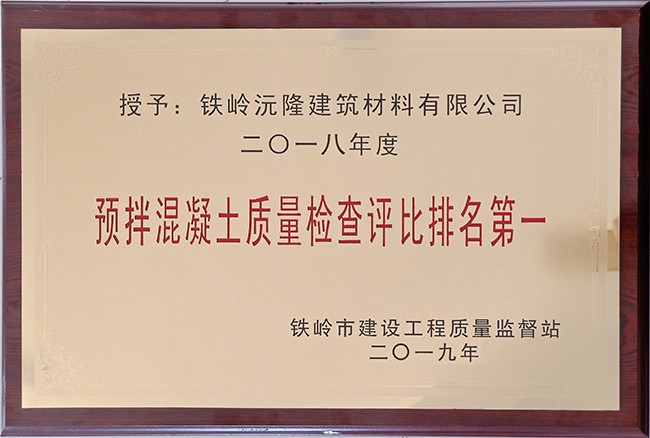 授予：铁岭沅隆建筑材料有限公司
二〇一八年度
预拌混凝土质量检查评比排名第一
铁岭市建设工程质量监督站
二〇一九年